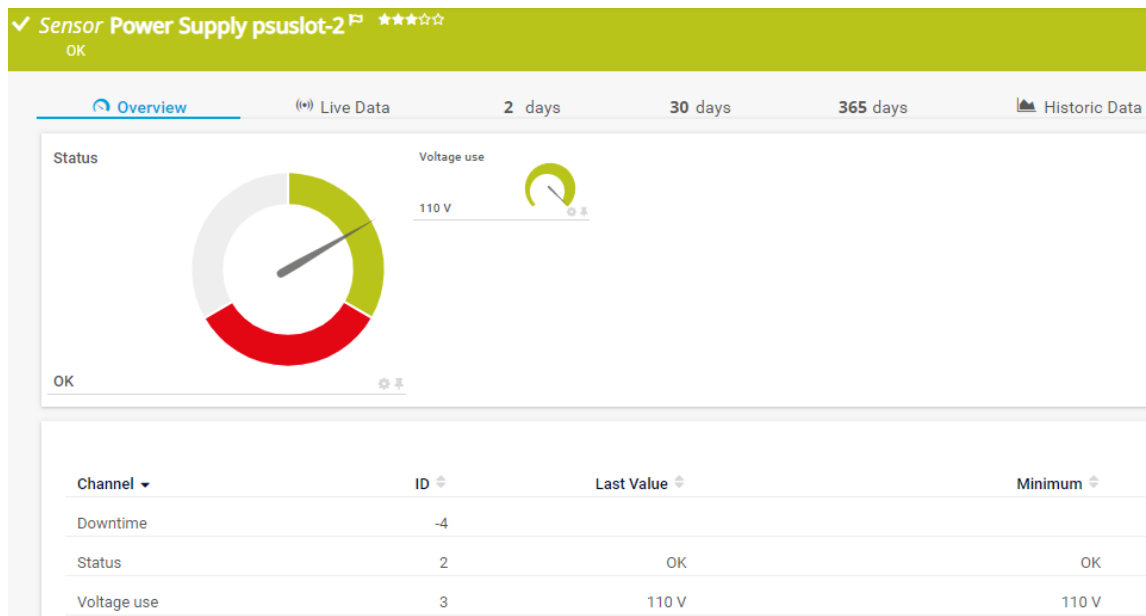 Sensor Power Supply psuslot-2
OK
Overview Live Data 2 days 30 days 365 days Historic Data
Status Voltage use
110 V
OK
Channel ID Last Value Minimum
Downtime -4
Status 2 OK OK
Voltage use 3 110 V 110 V